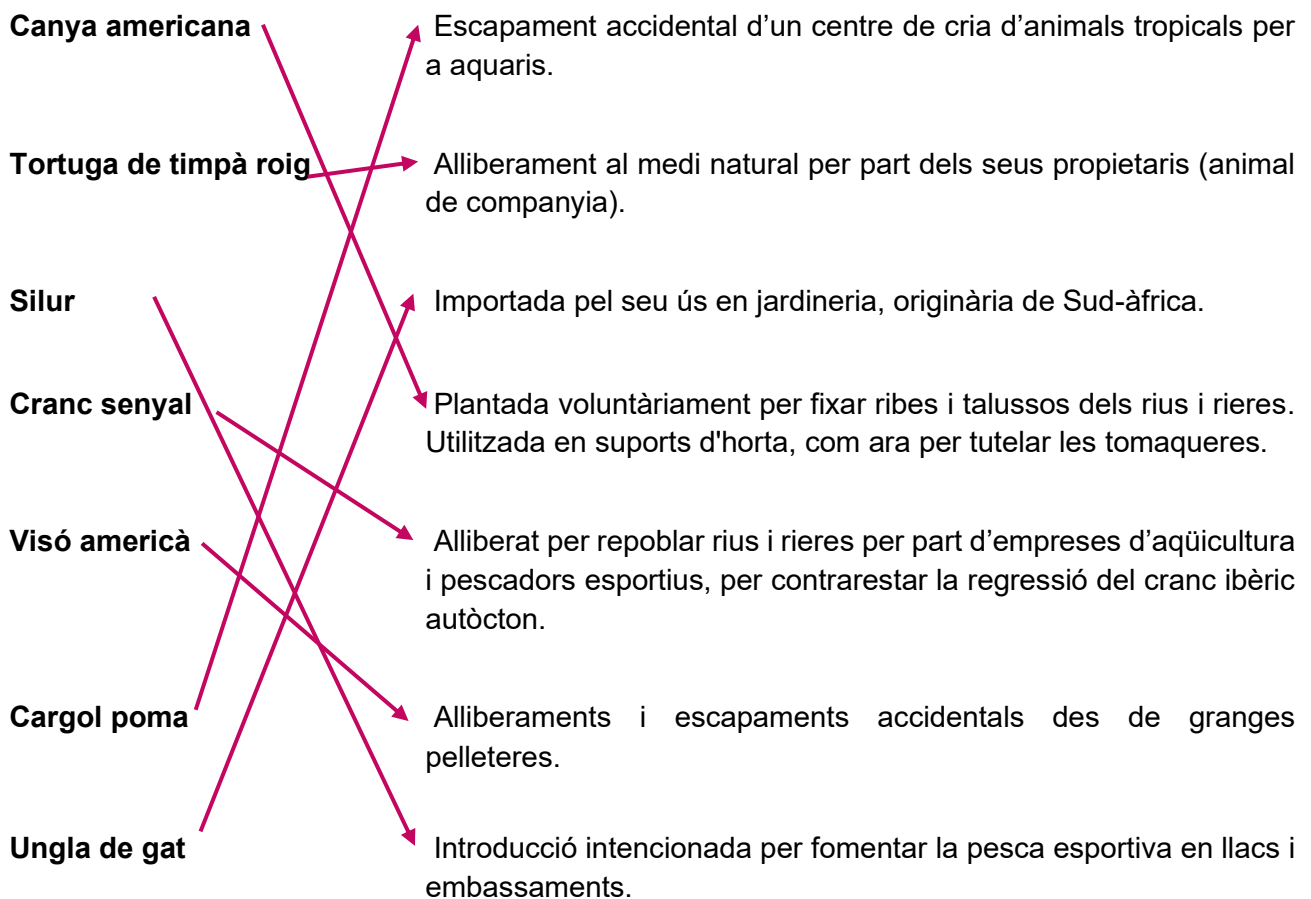 Canya americana
Escapament accidental d’un centre de cria d’animals tropicals per
a aquaris.
Tortuga de timpà roig
Alliberament al medi natural per part dels seus propietaris (animal
de companyia).
Silur
Importada pel seu ús en jardineria, originària de Sud-àfrica.
Cranc senyal
Plantada voluntàriament per fixar ribes i talussos dels rius i rieres.
Utilitzada en suports d'horta, com ara per tutelar les tomaqueres.
Visó americà
Alliberat per repoblar rius i rieres per part d’empreses d’aqüicultura
i pescadors esportius, per contrarestar la regressió del cranc ibèric
autòcton.
Cargol poma
Alliberaments i escapaments accidentals des de granges
pelleteres.
Ungla de gat
Introducció intencionada per fomentar la pesca esportiva en llacs i
embassaments.